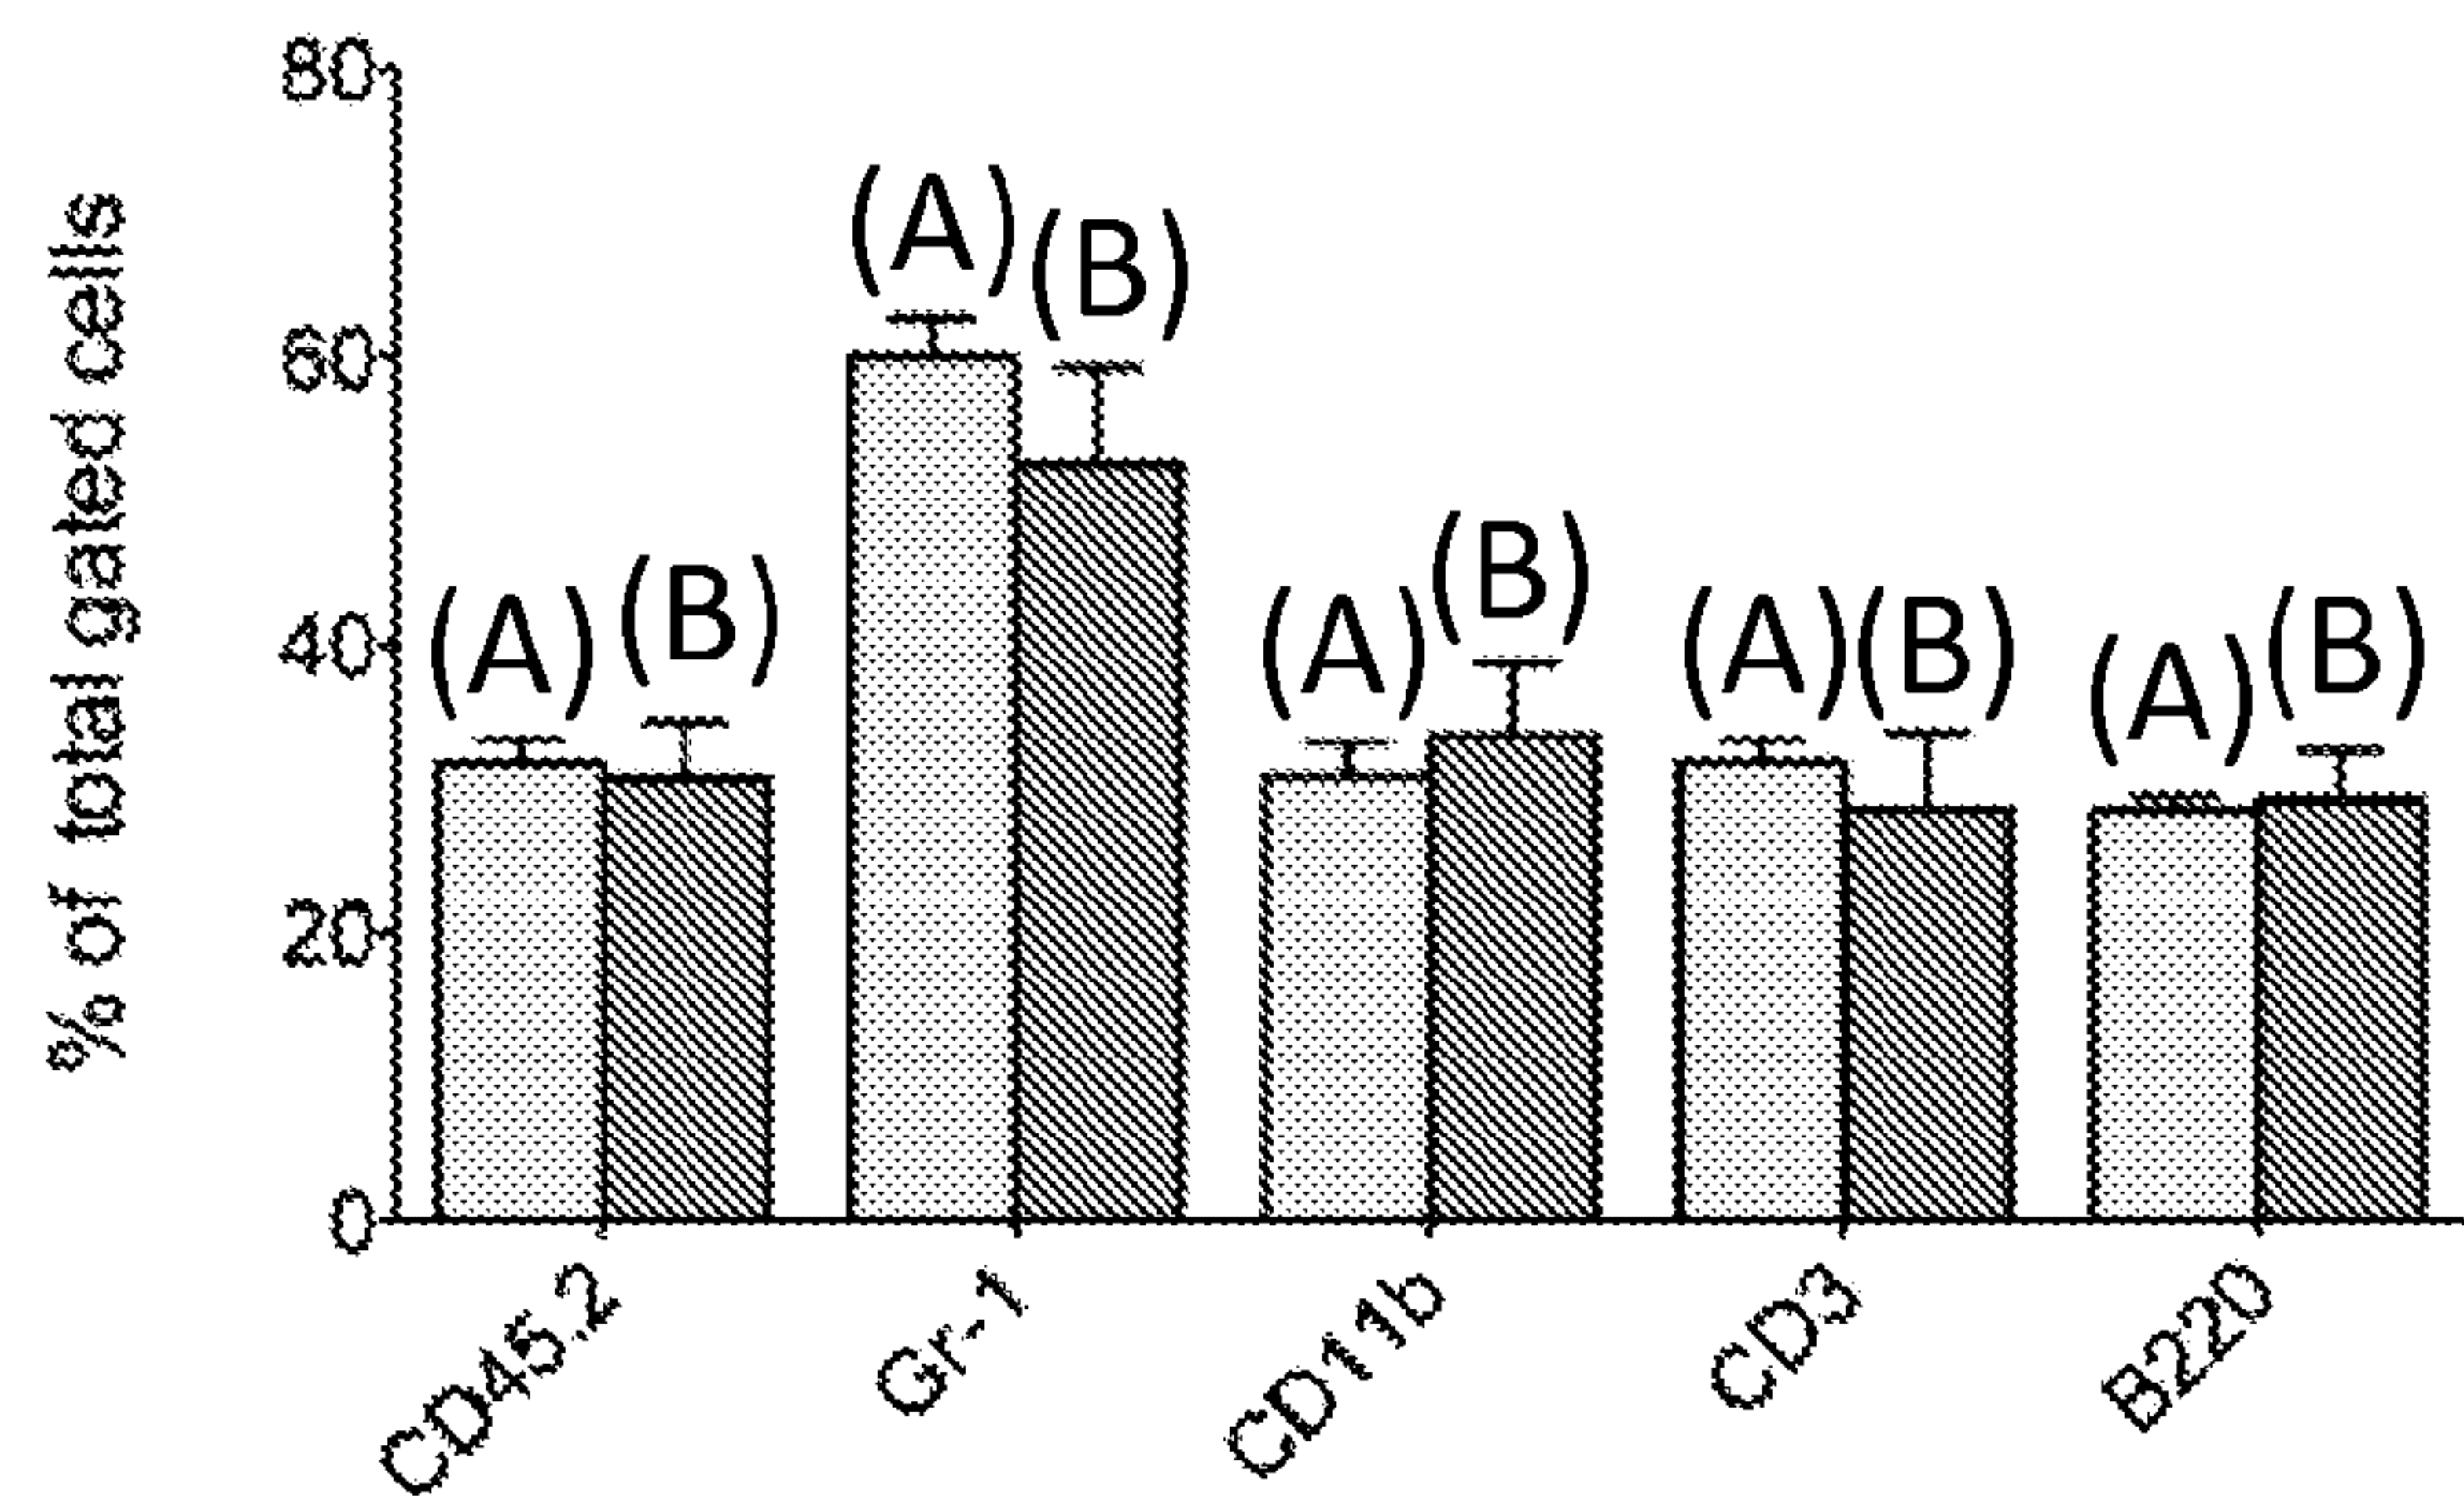 % of total gated cells
80
60
40
20
0
(A) (B)
(A) (B)
(A) (B)
(A) (B)
(A) (B)
CD45.2
Gr-1
CD11b
CD3
B220